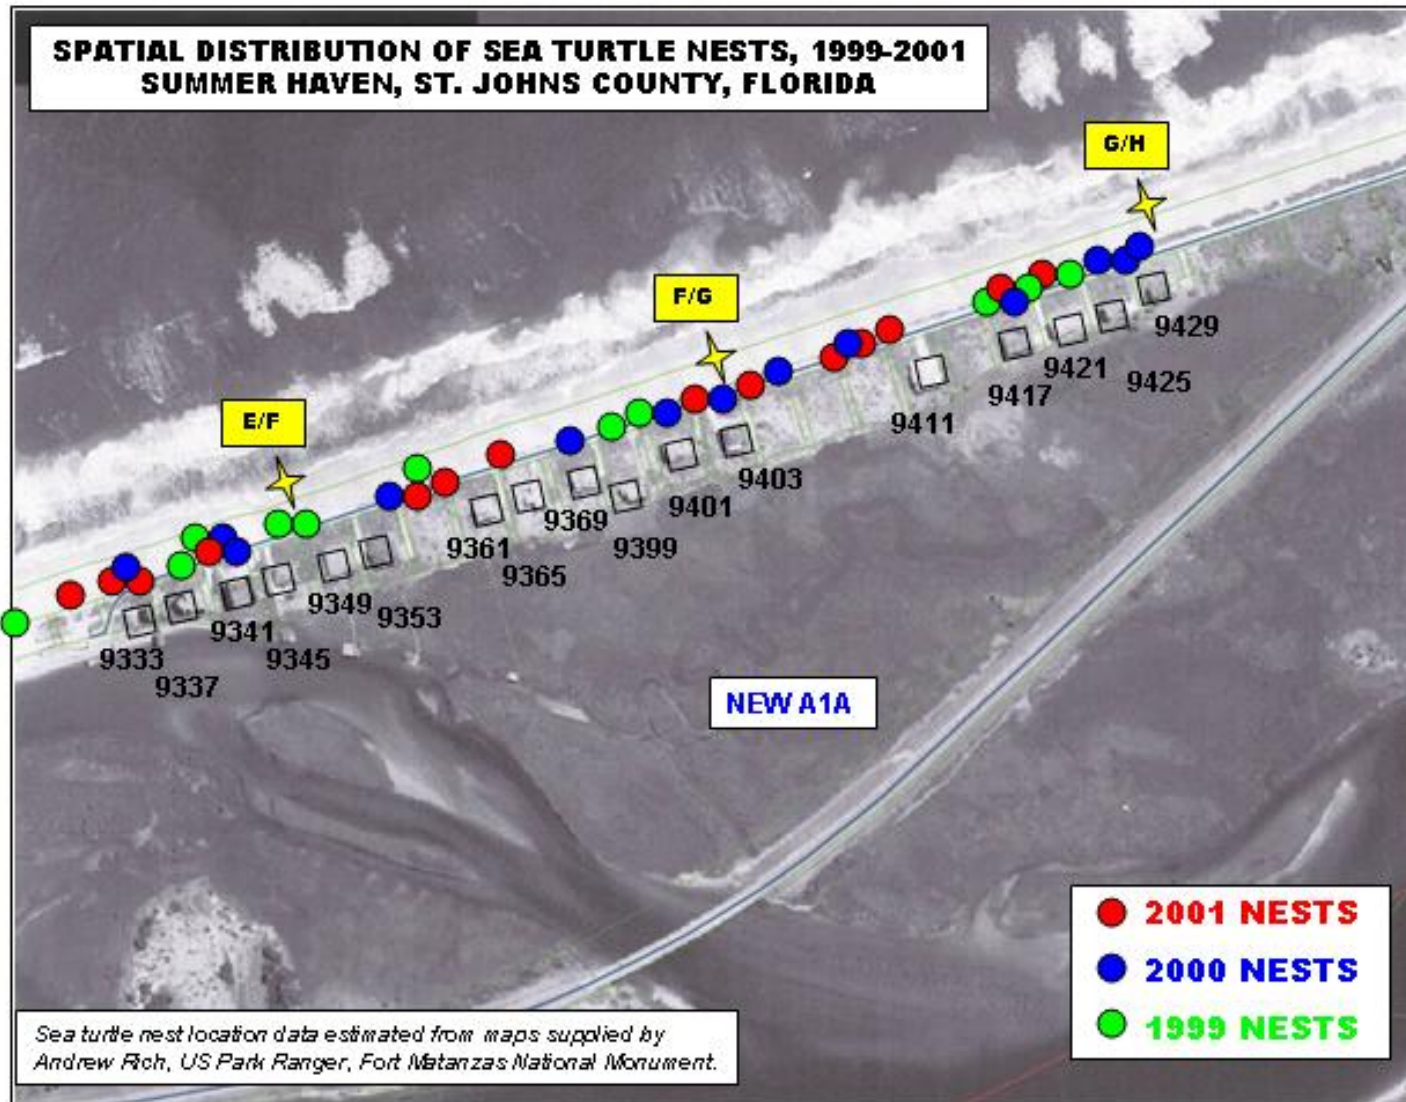 SPATIAL DISTRIBUTION OF SEA TURTLE NESTS, 1999-2001
SUMMER HAVEN, ST. JOHNS COUNTY, FLORIDA
G/H
F/G
E/F
9429
9425
9421
9417
9411
9403
9401
9399
9369
9365
9361
9353
9349
9345
9341
9337
9333
NEW A1A
2001 NESTS
2000 NESTS
1999 NESTS
Sea turtle nest location data estimated from maps supplied by
Andrew Rich, US Park Ranger, Fort Matanzas National Monument.